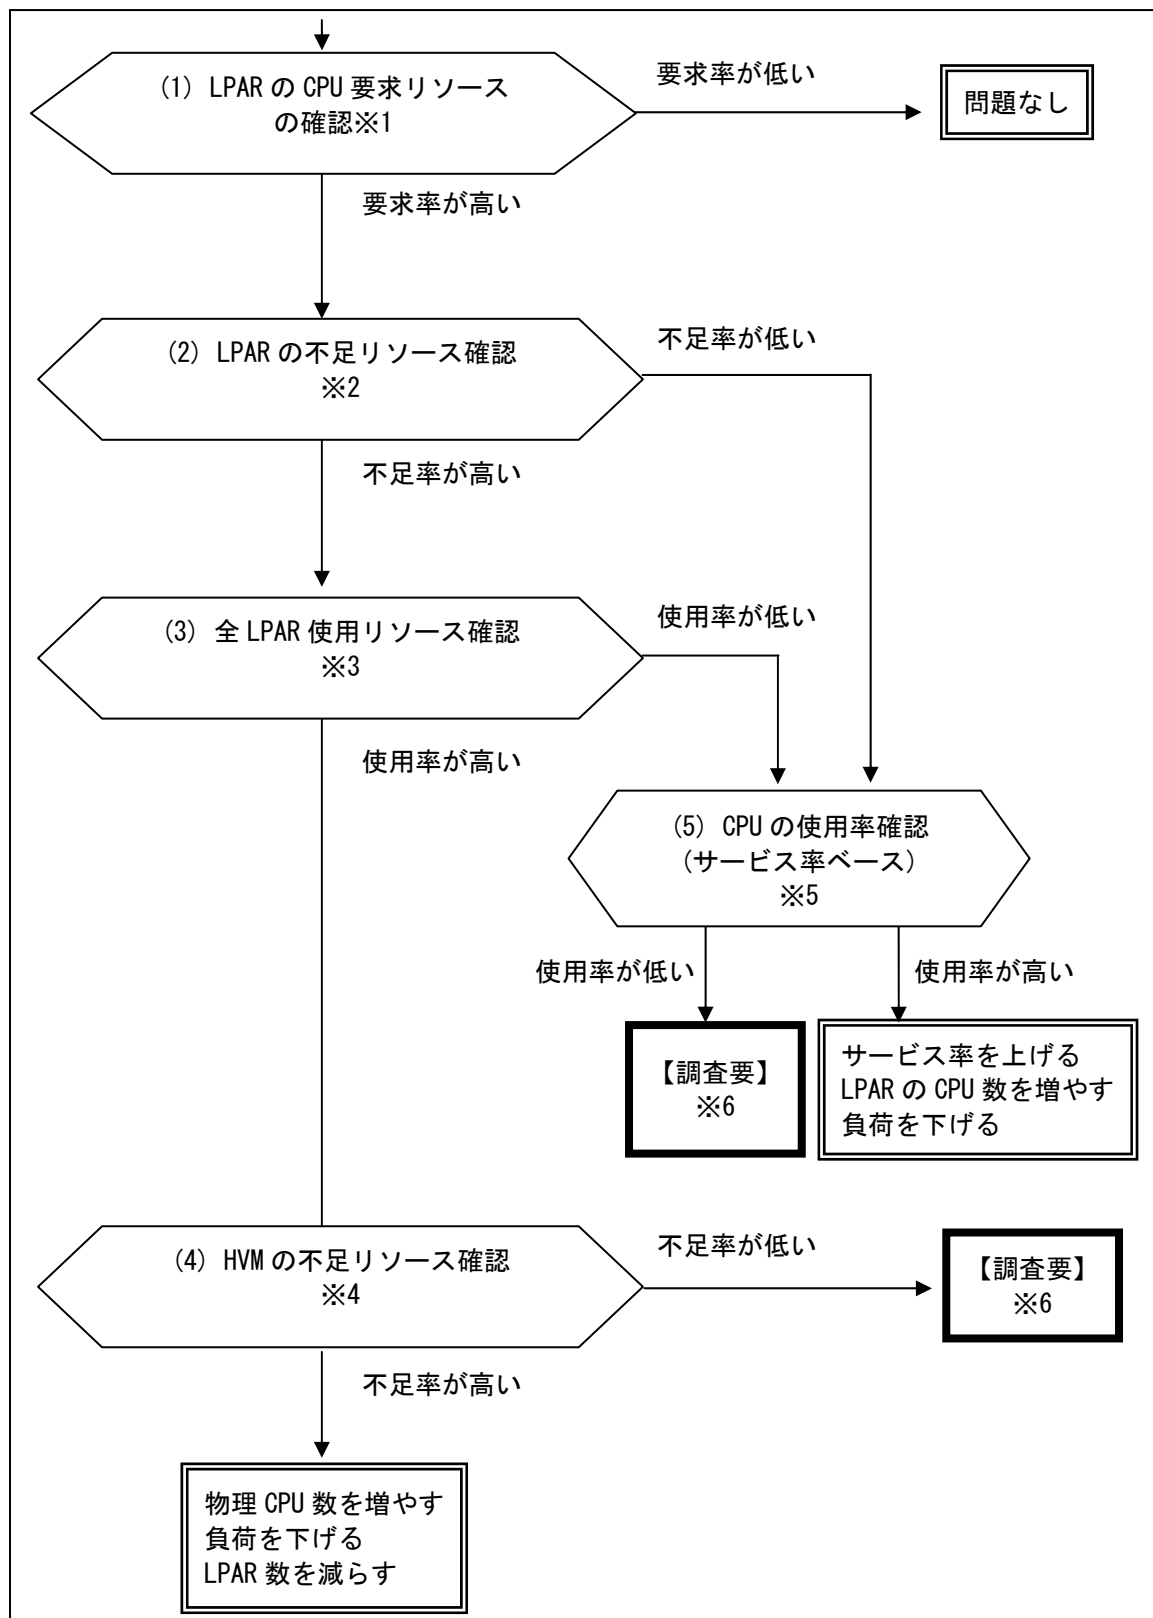 (1) LPAR の CPU 要求リソース
の確認※1
要求率が低い
問題なし
要求率が高い
(2) LPAR の不足リソース確認
※2
不足率が低い
不足率が高い
(3) 全 LPAR 使用リソース確認
※3
使用率が低い
使用率が高い
(5) CPU の使用率確認
(サービス率ベース)
※5
使用率が低い
使用率が高い
【調査要】
※6
サービス率を上げる
LPAR の CPU 数を増やす
負荷を下げる
(4) HVM の不足リソース確認
※4
不足率が低い
【調査要】
※6
不足率が高い
物理 CPU 数を増やす
負荷を下げる
LPAR 数を減らす